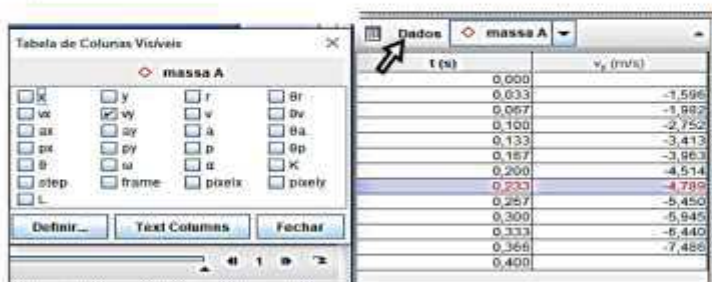 Tabela de Colunas Visíveis
massa A
x y r θr
vx vy v θv
ax ay a θa
px py p θp
θ ω α K
step frame pixelx pixely
L
Definir... Text Columns Fechar
1
Dados massa A
t (s) vy (m/s)
0,000
0,033 -1,596
0,067 -1,982
0,100 -2,752
0,133 -3,413
0,167 -3,963
0,200 -4,514
0,233 -4,789
0,267 -5,450
0,300 -5,945
0,333 -6,440
0,366 -7,486
0,400